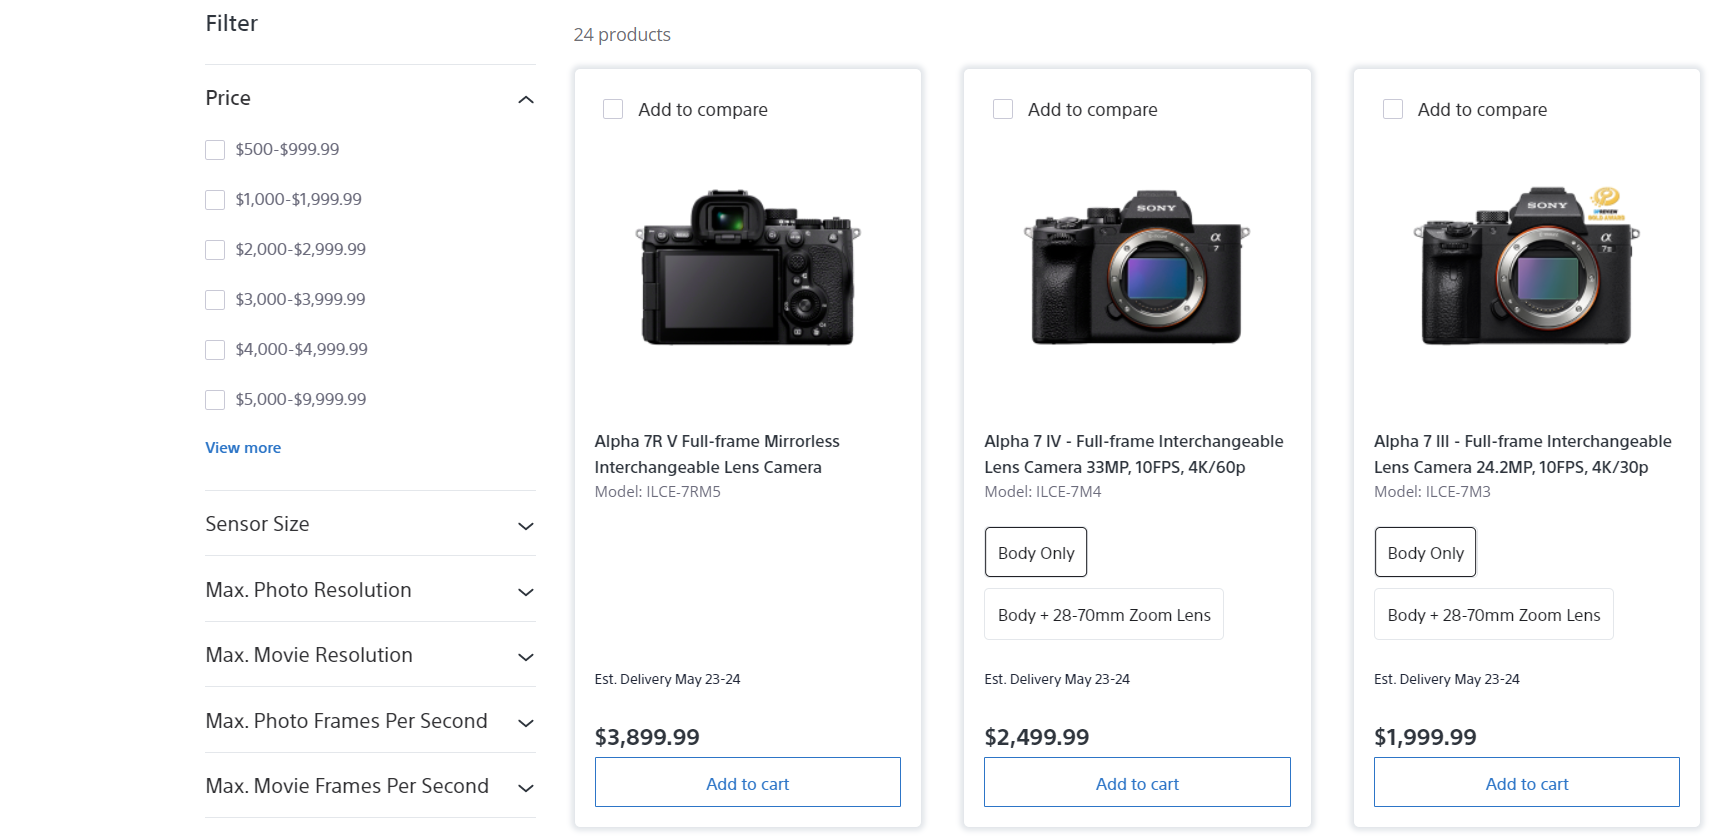 Filter
Price
$500-$999.99
$1,000-$1,999.99
$2,000-$2,999.99
$3,000-$3,999.99
$4,000-$4,999.99
$5,000-$9,999.99
View more
Sensor Size
Max. Photo Resolution
Max. Movie Resolution
Max. Photo Frames Per Second
Max. Movie Frames Per Second
24 products
Add to compare
Alpha 7R V Full-frame Mirrorless
Interchangeable Lens Camera
Model: ILCE-7RM5
Est. Delivery May 23-24
$3,899.99
Add to cart
Add to compare
SONY
α
7
Alpha 7 IV - Full-frame Interchangeable
Lens Camera 33MP, 10FPS, 4K/60p
Model: ILCE-7M4
Body Only
Body + 28-70mm Zoom Lens
Est. Delivery May 23-24
$2,499.99
Add to cart
Add to compare
SONY
α
GOLD AWARD
Alpha 7 III - Full-frame Interchangeable
Lens Camera 24.2MP, 10FPS, 4K/30p
Model: ILCE-7M3
Body Only
Body + 28-70mm Zoom Lens
Est. Delivery May 23-24
$1,999.99
Add to cart